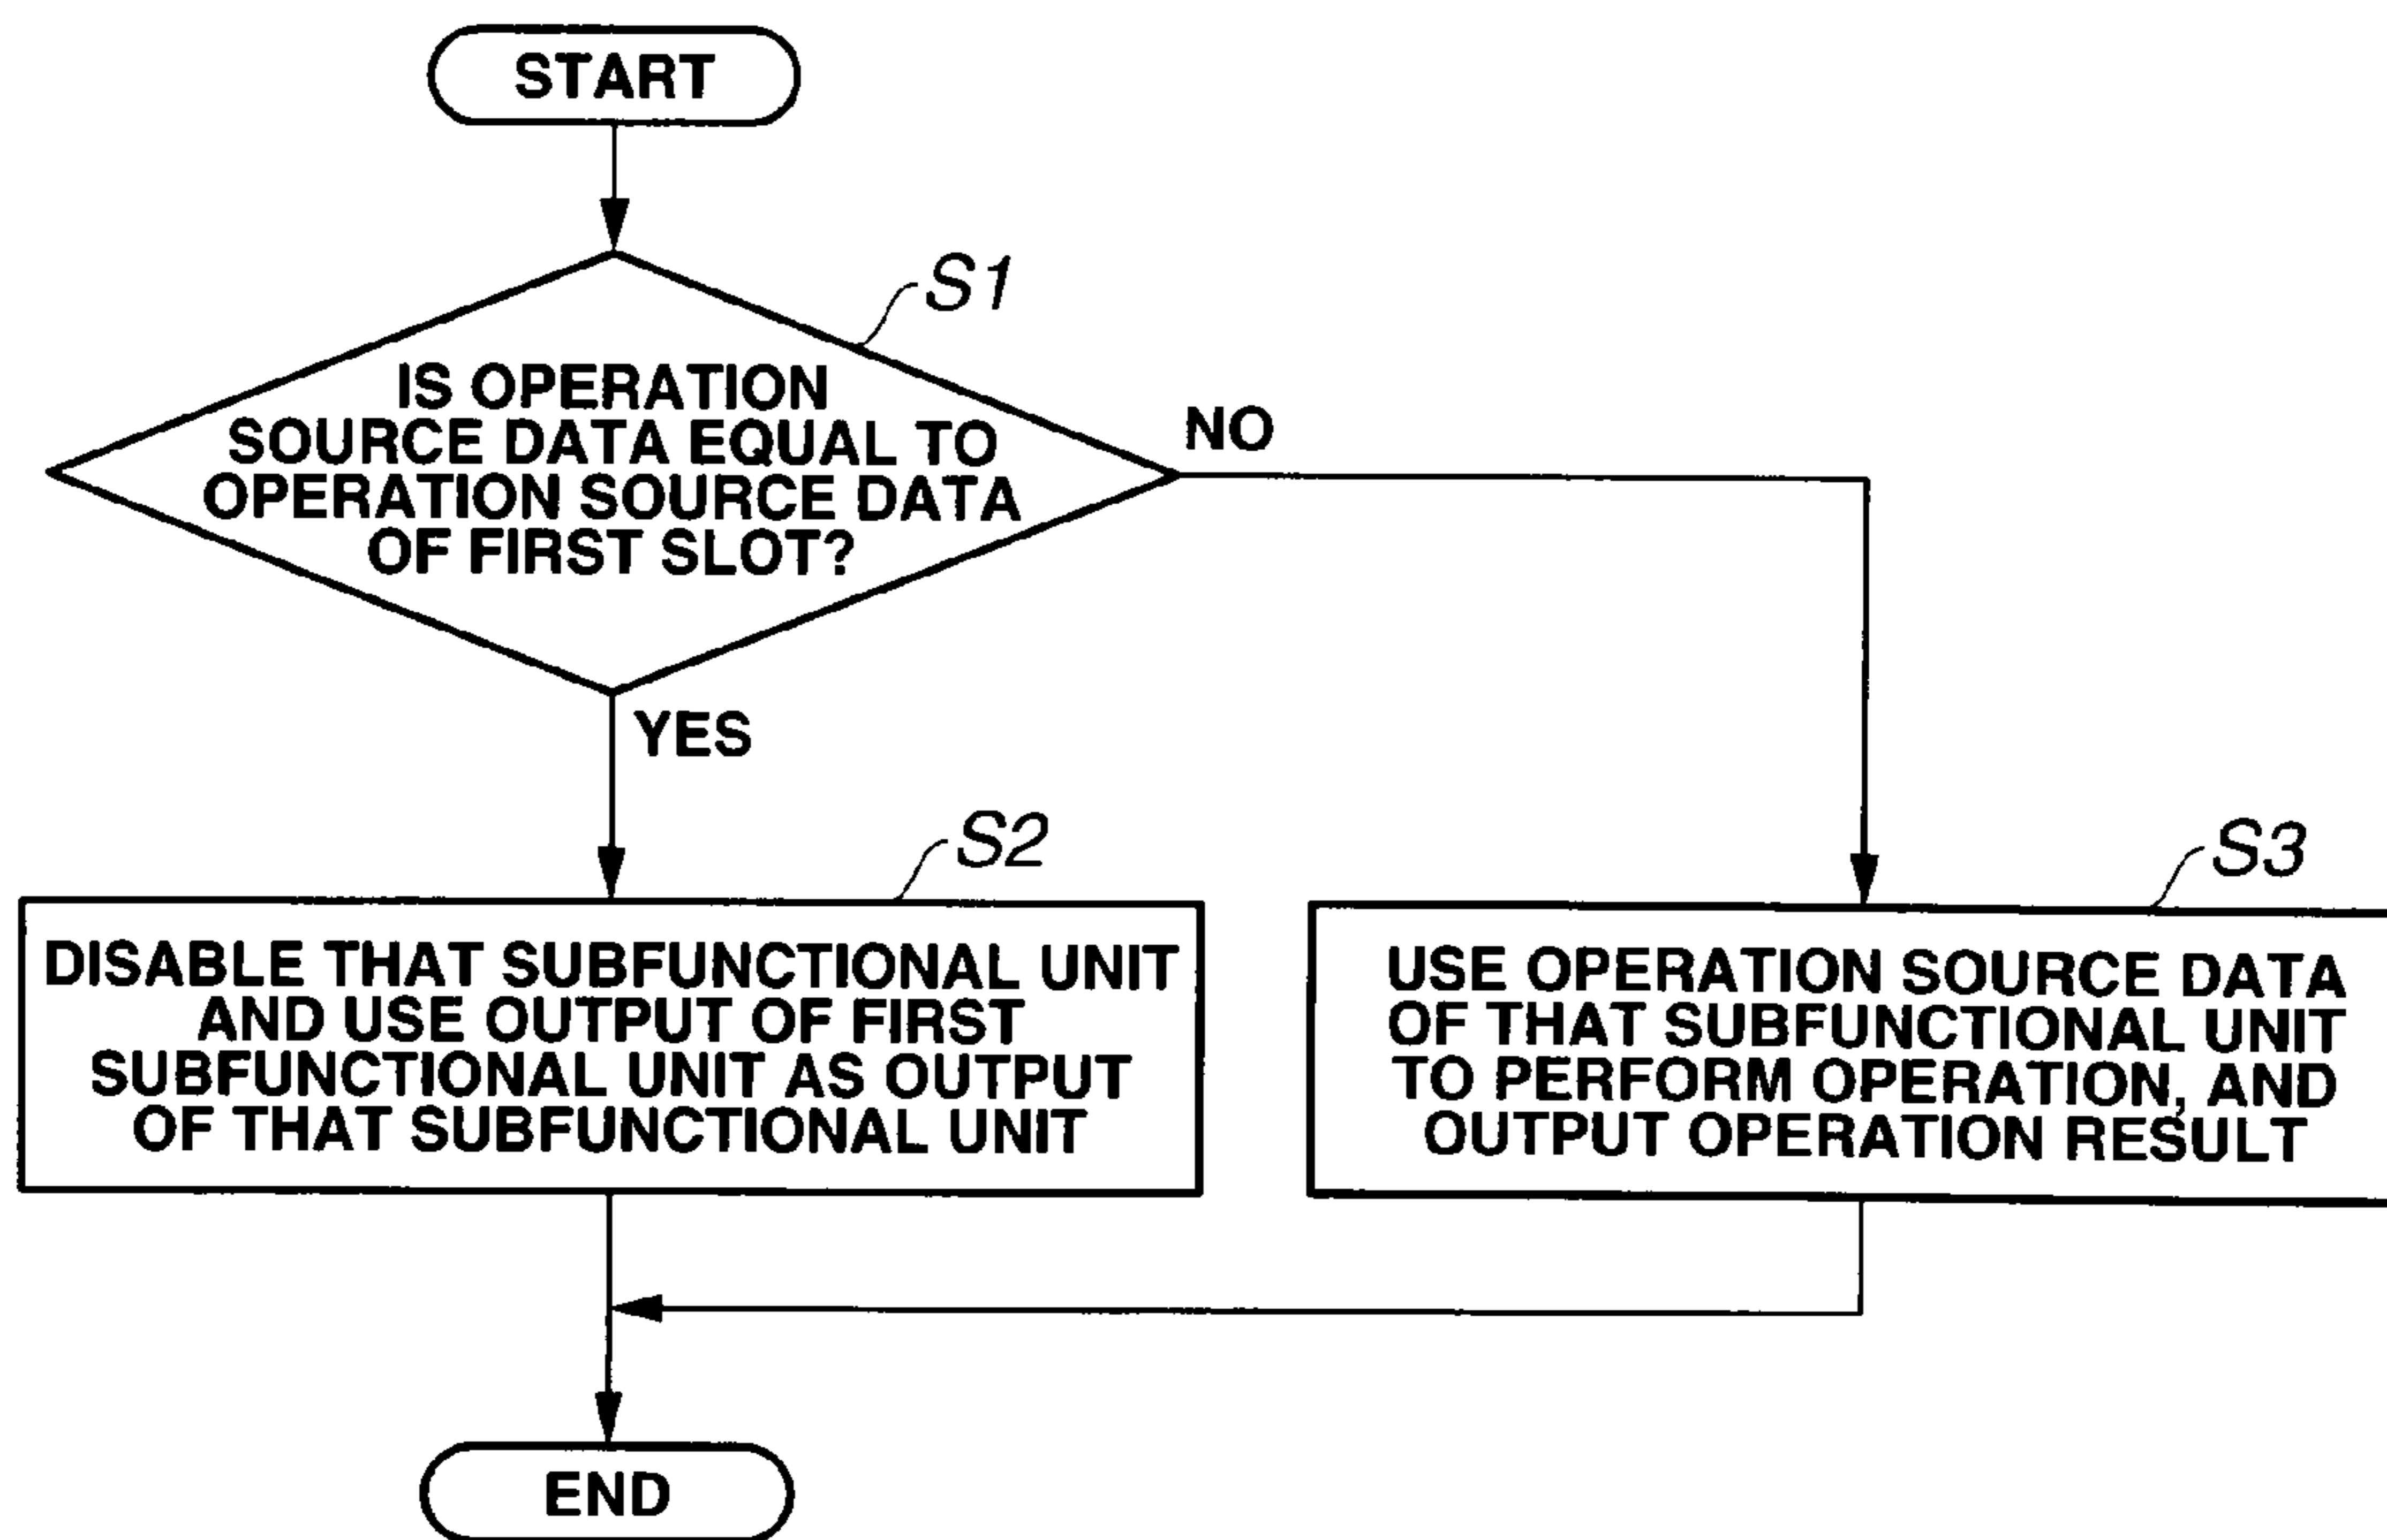 START
S1
IS OPERATION
SOURCE DATA EQUAL TO
OPERATION SOURCE DATA
OF FIRST SLOT?
NO
YES
S2
DISABLE THAT SUBFUNCTIONAL UNIT
AND USE OUTPUT OF FIRST
SUBFUNCTIONAL UNIT AS OUTPUT
OF THAT SUBFUNCTIONAL UNIT
S3
USE OPERATION SOURCE DATA
OF THAT SUBFUNCTIONAL UNIT
TO PERFORM OPERATION, AND
OUTPUT OPERATION RESULT
END